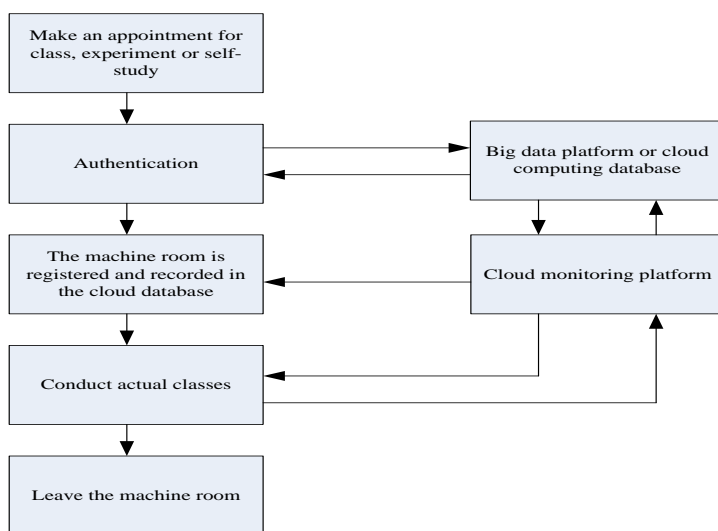 Make an appointment for
class, experiment or self-
study
Authentication
Big data platform or cloud
computing database
The machine room is
registered and recorded in
the cloud database
Cloud monitoring platform
Conduct actual classes
Leave the machine room